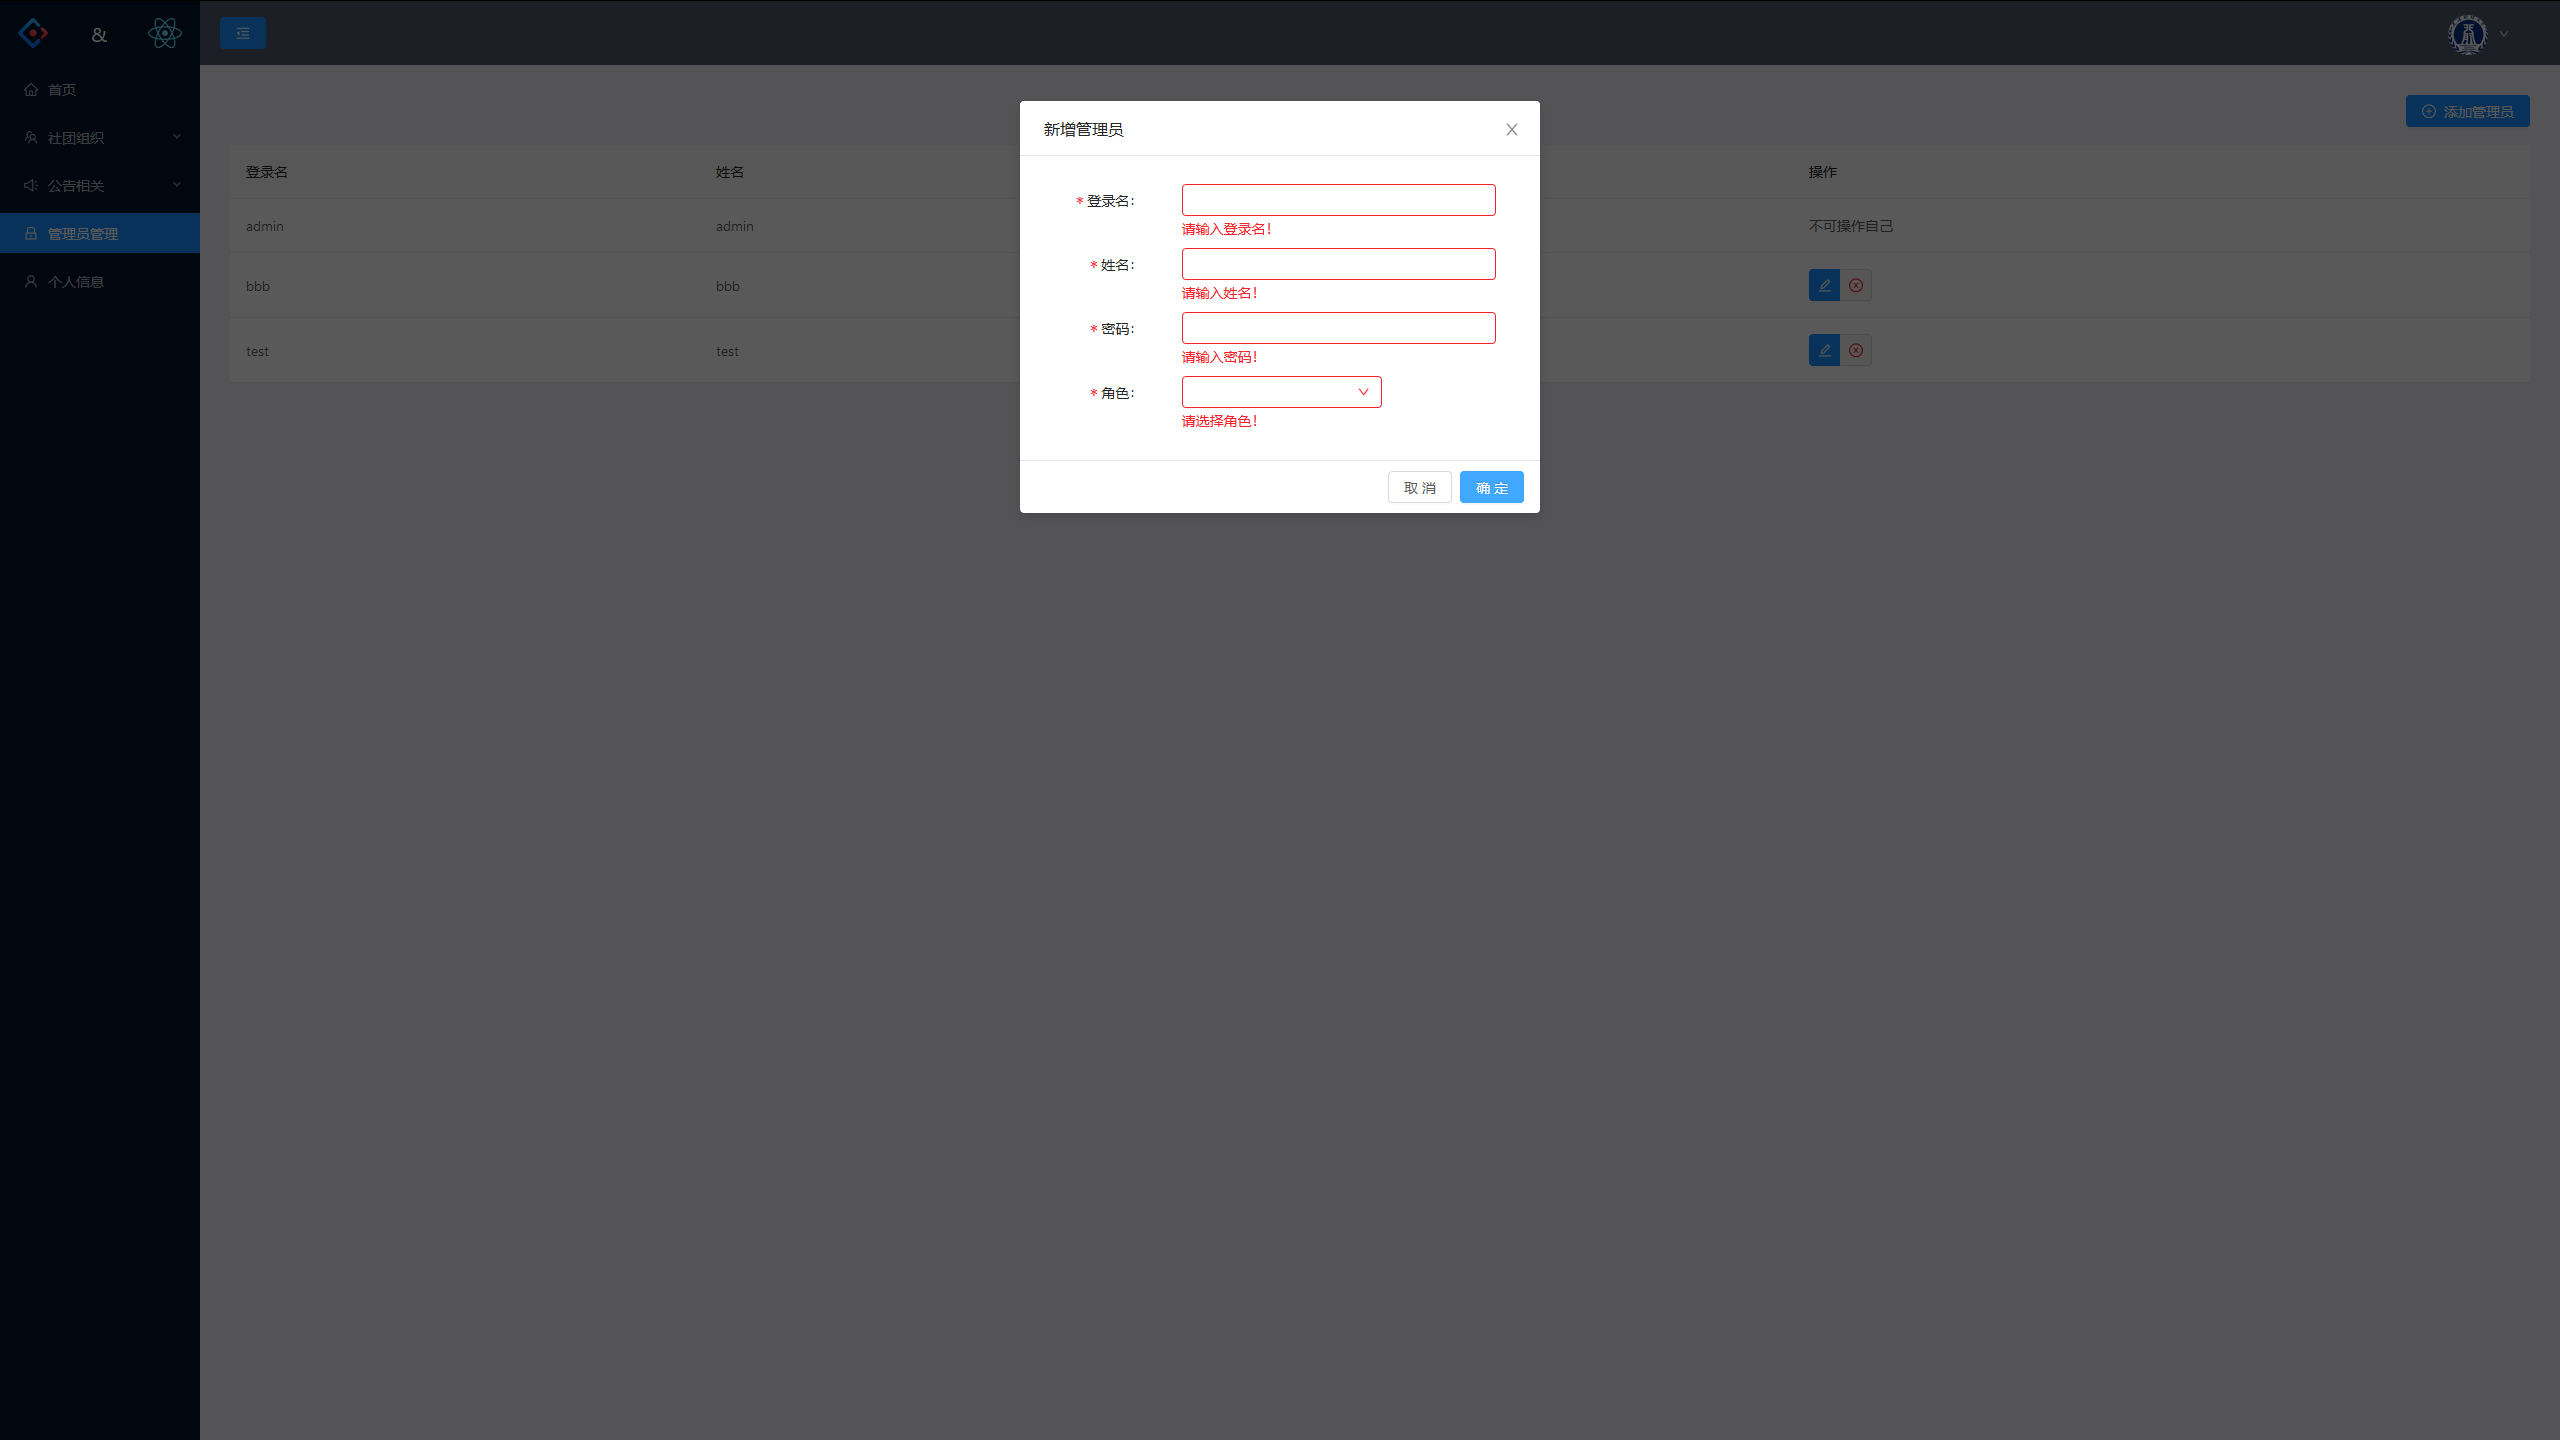 &
首页
社团组织
公告相关
管理员管理
个人信息
添加管理员
登录名 姓名 操作
admin admin 不可操作自己
bbb bbb
test test
新增管理员
* 登录名:
请输入登录名!
* 姓名:
请输入姓名!
* 密码:
请输入密码!
* 角色:
请选择角色!
取 消 确 定